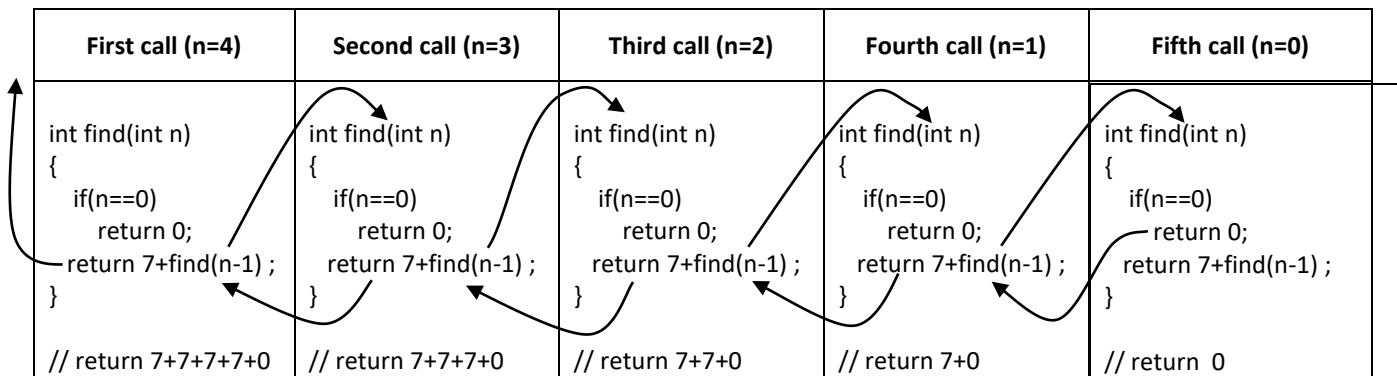 First call (n=4)
Second call (n=3)
Third call (n=2)
Fourth call (n=1)
Fifth call (n=0)
int find(int n)
{
if(n==0)
return 0;
return 7+find(n-1) ;
}
// return 7+7+7+7+0
int find(int n)
{
if(n==0)
return 0;
return 7+find(n-1) ;
}
// return 7+7+7+0
int find(int n)
{
if(n==0)
return 0;
return 7+find(n-1) ;
}
// return 7+7+0
int find(int n)
{
if(n==0)
return 0;
return 7+find(n-1) ;
}
// return 7+0
int find(int n)
{
if(n==0)
return 0;
return 7+find(n-1) ;
}
// return 0